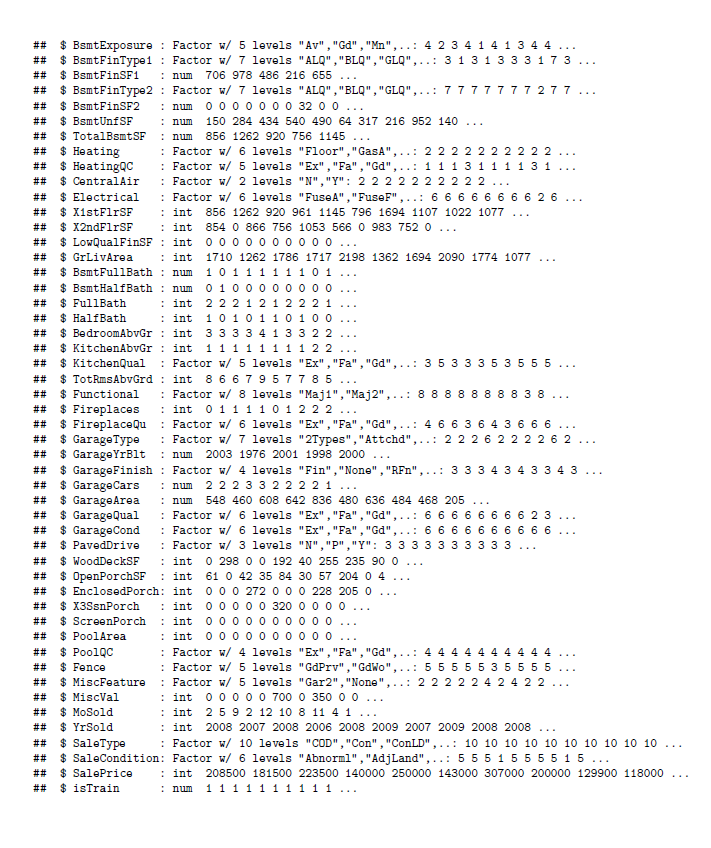 ## $ BsmtExposure : Factor w/ 5 levels "Av","Gd","Mn",..: 4 2 3 4 1 4 1 3 4 4 ...
## $ BsmtFinType1 : Factor w/ 7 levels "ALQ","BLQ","GLQ",..: 3 1 3 1 3 3 3 1 7 3 ...
## $ BsmtFinSF1 : num 706 978 486 216 655 ...
## $ BsmtFinType2 : Factor w/ 7 levels "ALQ","BLQ","GLQ",..: 7 7 7 7 7 7 7 2 7 7 ...
## $ BsmtFinSF2 : num 0 0 0 0 0 0 0 32 0 0 ...
## $ BsmtUnfSF : num 150 284 434 540 490 64 317 216 952 140 ...
## $ TotalBsmtSF : num 856 1262 920 756 1145 ...
## $ Heating : Factor w/ 6 levels "Floor","GasA",..: 2 2 2 2 2 2 2 2 2 2 ...
## $ HeatingQC : Factor w/ 5 levels "Ex","Fa","Gd",..: 1 1 1 3 1 1 1 1 3 1 ...
## $ CentralAir : Factor w/ 2 levels "N","Y": 2 2 2 2 2 2 2 2 2 2 ...
## $ Electrical : Factor w/ 6 levels "FuseA","FuseF",..: 6 6 6 6 6 6 6 6 2 6 ...
## $ X1stFlrSF : int 856 1262 920 961 1145 796 1694 1107 1022 1077 ...
## $ X2ndFlrSF : int 854 0 866 756 1053 566 0 983 752 0 ...
## $ LowQualFinSF : int 0 0 0 0 0 0 0 0 0 0 ...
## $ GrLivArea : int 1710 1262 1786 1717 2198 1362 1694 2090 1774 1077 ...
## $ BsmtFullBath : num 1 0 1 1 1 1 1 1 0 1 ...
## $ BsmtHalfBath : num 0 1 0 0 0 0 0 0 0 0 ...
## $ FullBath : int 2 2 2 1 2 1 2 2 2 1 ...
## $ HalfBath : int 1 0 1 0 1 1 0 1 0 0 ...
## $ BedroomAbvGr : int 3 3 3 3 4 1 3 3 2 2 ...
## $ KitchenAbvGr : int 1 1 1 1 1 1 1 1 2 2 ...
## $ KitchenQual : Factor w/ 5 levels "Ex","Fa","Gd",..: 3 5 3 3 3 5 3 5 5 5 ...
## $ TotRmsAbvGrd : int 8 6 6 7 9 5 7 7 8 5 ...
## $ Functional : Factor w/ 8 levels "Maj1","Maj2",..: 8 8 8 8 8 8 8 8 3 8 ...
## $ Fireplaces : int 0 1 1 1 1 0 1 2 2 2 ...
## $ FireplaceQu : Factor w/ 6 levels "Ex","Fa","Gd",..: 4 6 6 3 6 4 3 6 6 6 ...
## $ GarageType : Factor w/ 7 levels "2Types","Attchd",..: 2 2 2 6 2 2 2 2 6 2 ...
## $ GarageYrBlt : num 2003 1976 2001 1998 2000 ...
## $ GarageFinish : Factor w/ 4 levels "Fin","None","RFn",..: 3 3 3 4 3 4 3 3 4 3 ...
## $ GarageCars : num 2 2 2 3 3 2 2 2 2 1 ...
## $ GarageArea : num 548 460 608 642 836 480 636 484 468 205 ...
## $ GarageQual : Factor w/ 6 levels "Ex","Fa","Gd",..: 6 6 6 6 6 6 6 6 2 3 ...
## $ GarageCond : Factor w/ 6 levels "Ex","Fa","Gd",..: 6 6 6 6 6 6 6 6 6 6 ...
## $ PavedDrive : Factor w/ 3 levels "N","P","Y": 3 3 3 3 3 3 3 3 3 3 ...
## $ WoodDeckSF : int 0 298 0 0 192 40 255 235 90 0 ...
## $ OpenPorchSF : int 61 0 42 35 84 30 57 204 0 4 ...
## $ EnclosedPorch: int 0 0 0 272 0 0 0 228 205 0 ...
## $ X3SsnPorch : int 0 0 0 0 0 320 0 0 0 0 ...
## $ ScreenPorch : int 0 0 0 0 0 0 0 0 0 0 ...
## $ PoolArea : int 0 0 0 0 0 0 0 0 0 0 ...
## $ PoolQC : Factor w/ 4 levels "Ex","Fa","Gd",..: 4 4 4 4 4 4 4 4 4 4 ...
## $ Fence : Factor w/ 5 levels "GdPrv","GdWo",..: 5 5 5 5 5 3 5 5 5 5 ...
## $ MiscFeature : Factor w/ 5 levels "Gar2","None",..: 2 2 2 2 2 4 2 4 2 2 ...
## $ MiscVal : int 0 0 0 0 0 700 0 350 0 0 ...
## $ MoSold : int 2 5 9 2 12 10 8 11 4 1 ...
## $ YrSold : int 2008 2007 2008 2006 2008 2009 2007 2009 2008 2008 ...
## $ SaleType : Factor w/ 10 levels "COD","Con","ConLD",..: 10 10 10 10 10 10 10 10 10 10 ...
## $ SaleCondition: Factor w/ 6 levels "Abnorml","AdjLand",..: 5 5 5 1 5 5 5 5 1 5 ...
## $ SalePrice : int 208500 181500 223500 140000 250000 143000 307000 200000 129900 118000 ...
## $ isTrain : num 1 1 1 1 1 1 1 1 1 1 ...